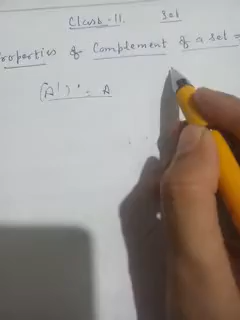 Class-11. Set
Properties of Complement of a set =
(A')' = A